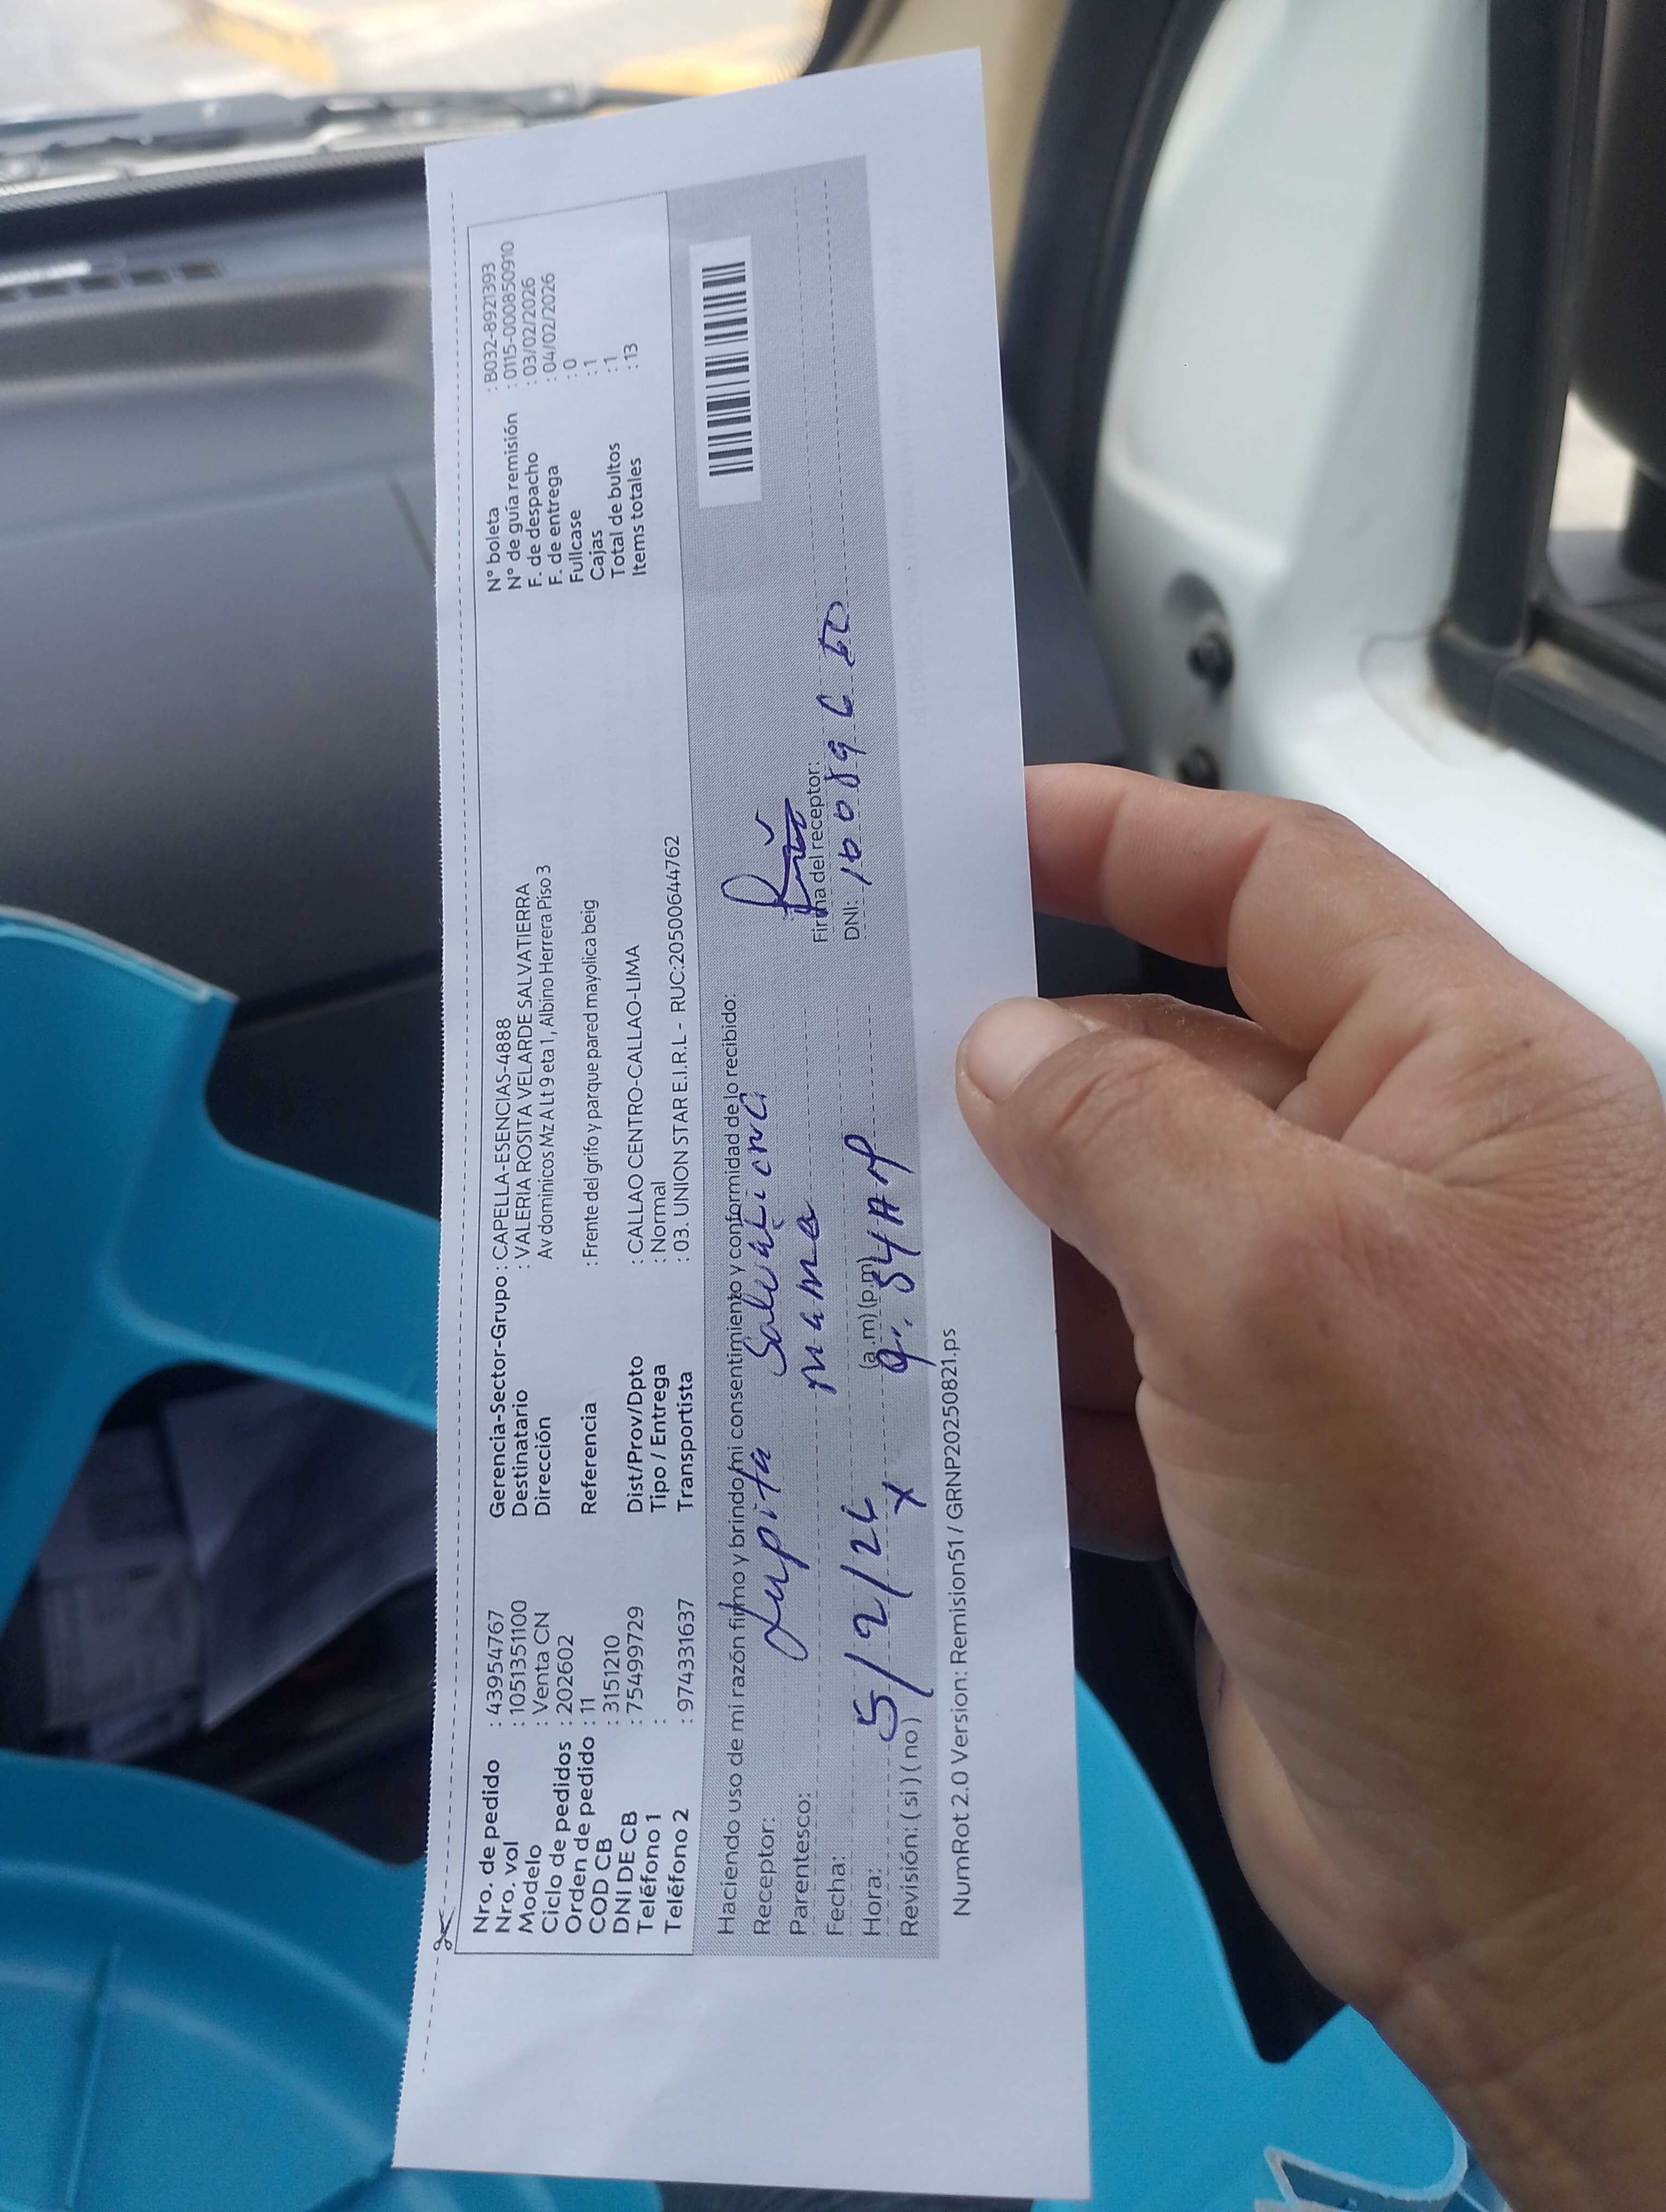 Nro. de pedido : 43954767
Nro. vol : 1051351100
Modelo : Venta CN
Ciclo de pedidos : 202602
Orden de pedido : 11
COD CB : 3151210
DNI DE CB : 75499729
Teléfono 1 :
Teléfono 2 : 974331637
Gerencia-Sector-Grupo : CAPELLA-ESENCIAS-4888
Destinatario : VALERIA ROSITA VELARDE SALVATIERRA
Dirección Av dominicos Mz A Lt 9 eta 1 , Albino Herrera Piso 3
Referencia : Frente del grifo y parque pared mayolica beig
Dist/Prov/Dpto : CALLAO CENTRO-CALLAO-LIMA
Tipo / Entrega : Normal
Transportista : 03. UNION STAR E.I.R.L - RUC:20500644762
N° boleta : B032-8921393
N° de guía remisión : 0115-0000850910
F. de despacho : 03/02/2026
F. de entrega : 04/02/2026
Fullcase : 0
Cajas : 1
Total de bultos : 1
Items totales : 13
Haciendo uso de mi razón firmo y brindo mi consentimiento y conformidad de lo recibido:
Receptor: Lupita
Parentesco: mama
Fecha: 5/2/26
Hora: (a.m) (p.m) 9:34 AM
Revisión: ( si ) ( no ) x
Firma del receptor:
DNI:
NumRot 2.0 Version: Remision51 / GRNP20250821.ps